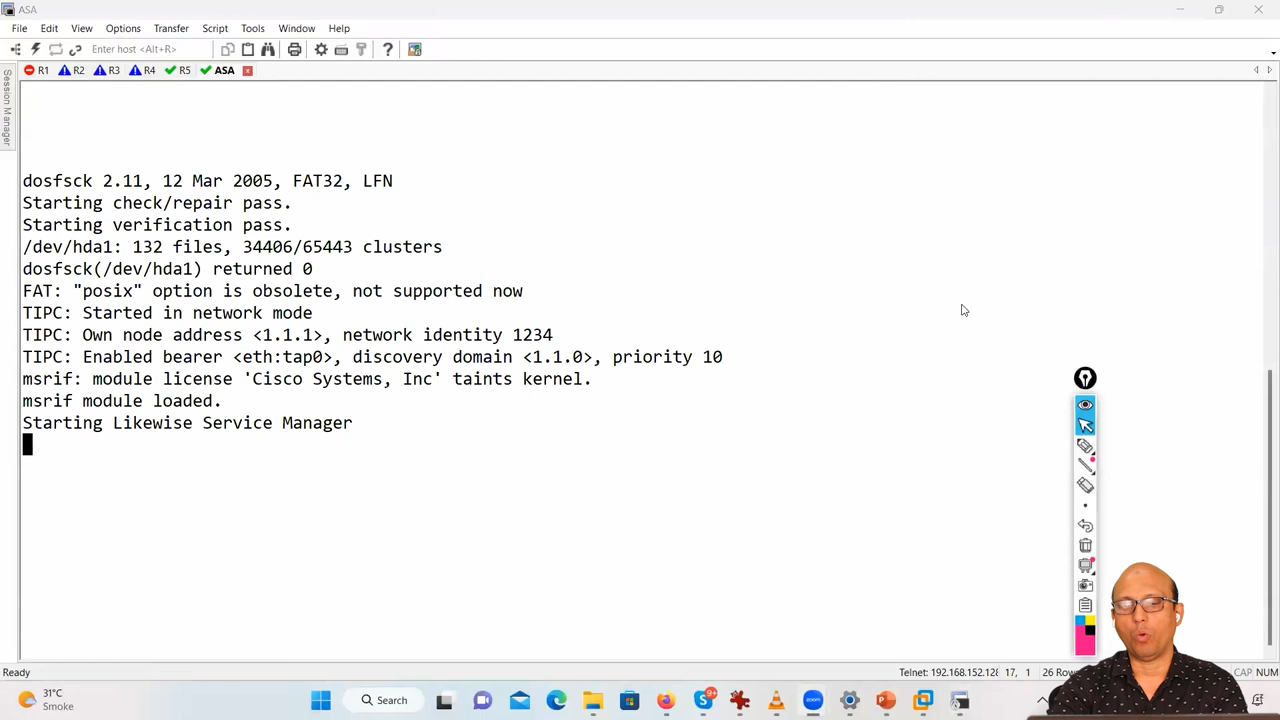 ASA
File Edit View Options Transfer Script Tools Window Help
Enter host <Alt+R>
R1 R2 R3 R4 R5 ASA
Session Manager
dosfsck 2.11, 12 Mar 2005, FAT32, LFN
Starting check/repair pass.
Starting verification pass.
/dev/hda1: 132 files, 34406/65443 clusters
dosfsck(/dev/hda1) returned 0
FAT: "posix" option is obsolete, not supported now
TIPC: Started in network mode
TIPC: Own node address <1.1.1>, network identity 1234
TIPC: Enabled bearer <eth:tap0>, discovery domain <1.1.0>, priority 10
msrif: module license 'Cisco Systems, Inc' taints kernel.
msrif module loaded.
Starting Likewise Service Manager
Ready Telnet: 192.168.152.128 17, 1 26 Rows CAP NUM
31°C
Smoke
Search
9+